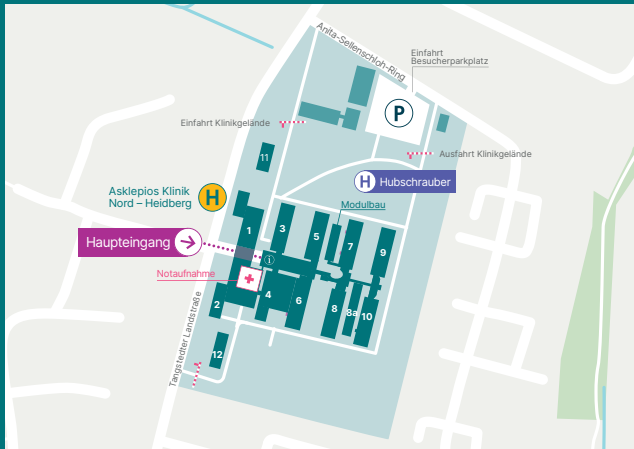 Anita-Sellenschloh-Ring
Einfahrt
Besucherparkplatz
P
Einfahrt Klinikgelände
Ausfahrt Klinikgelände
11
H Hubschrauber
Asklepios Klinik
Nord – Heidberg
H
Modulbau
1
3
5
7
9
Haupteingang
i
Notaufnahme
2
4
6
8
8a
10
12
Tangstedter Landstraße